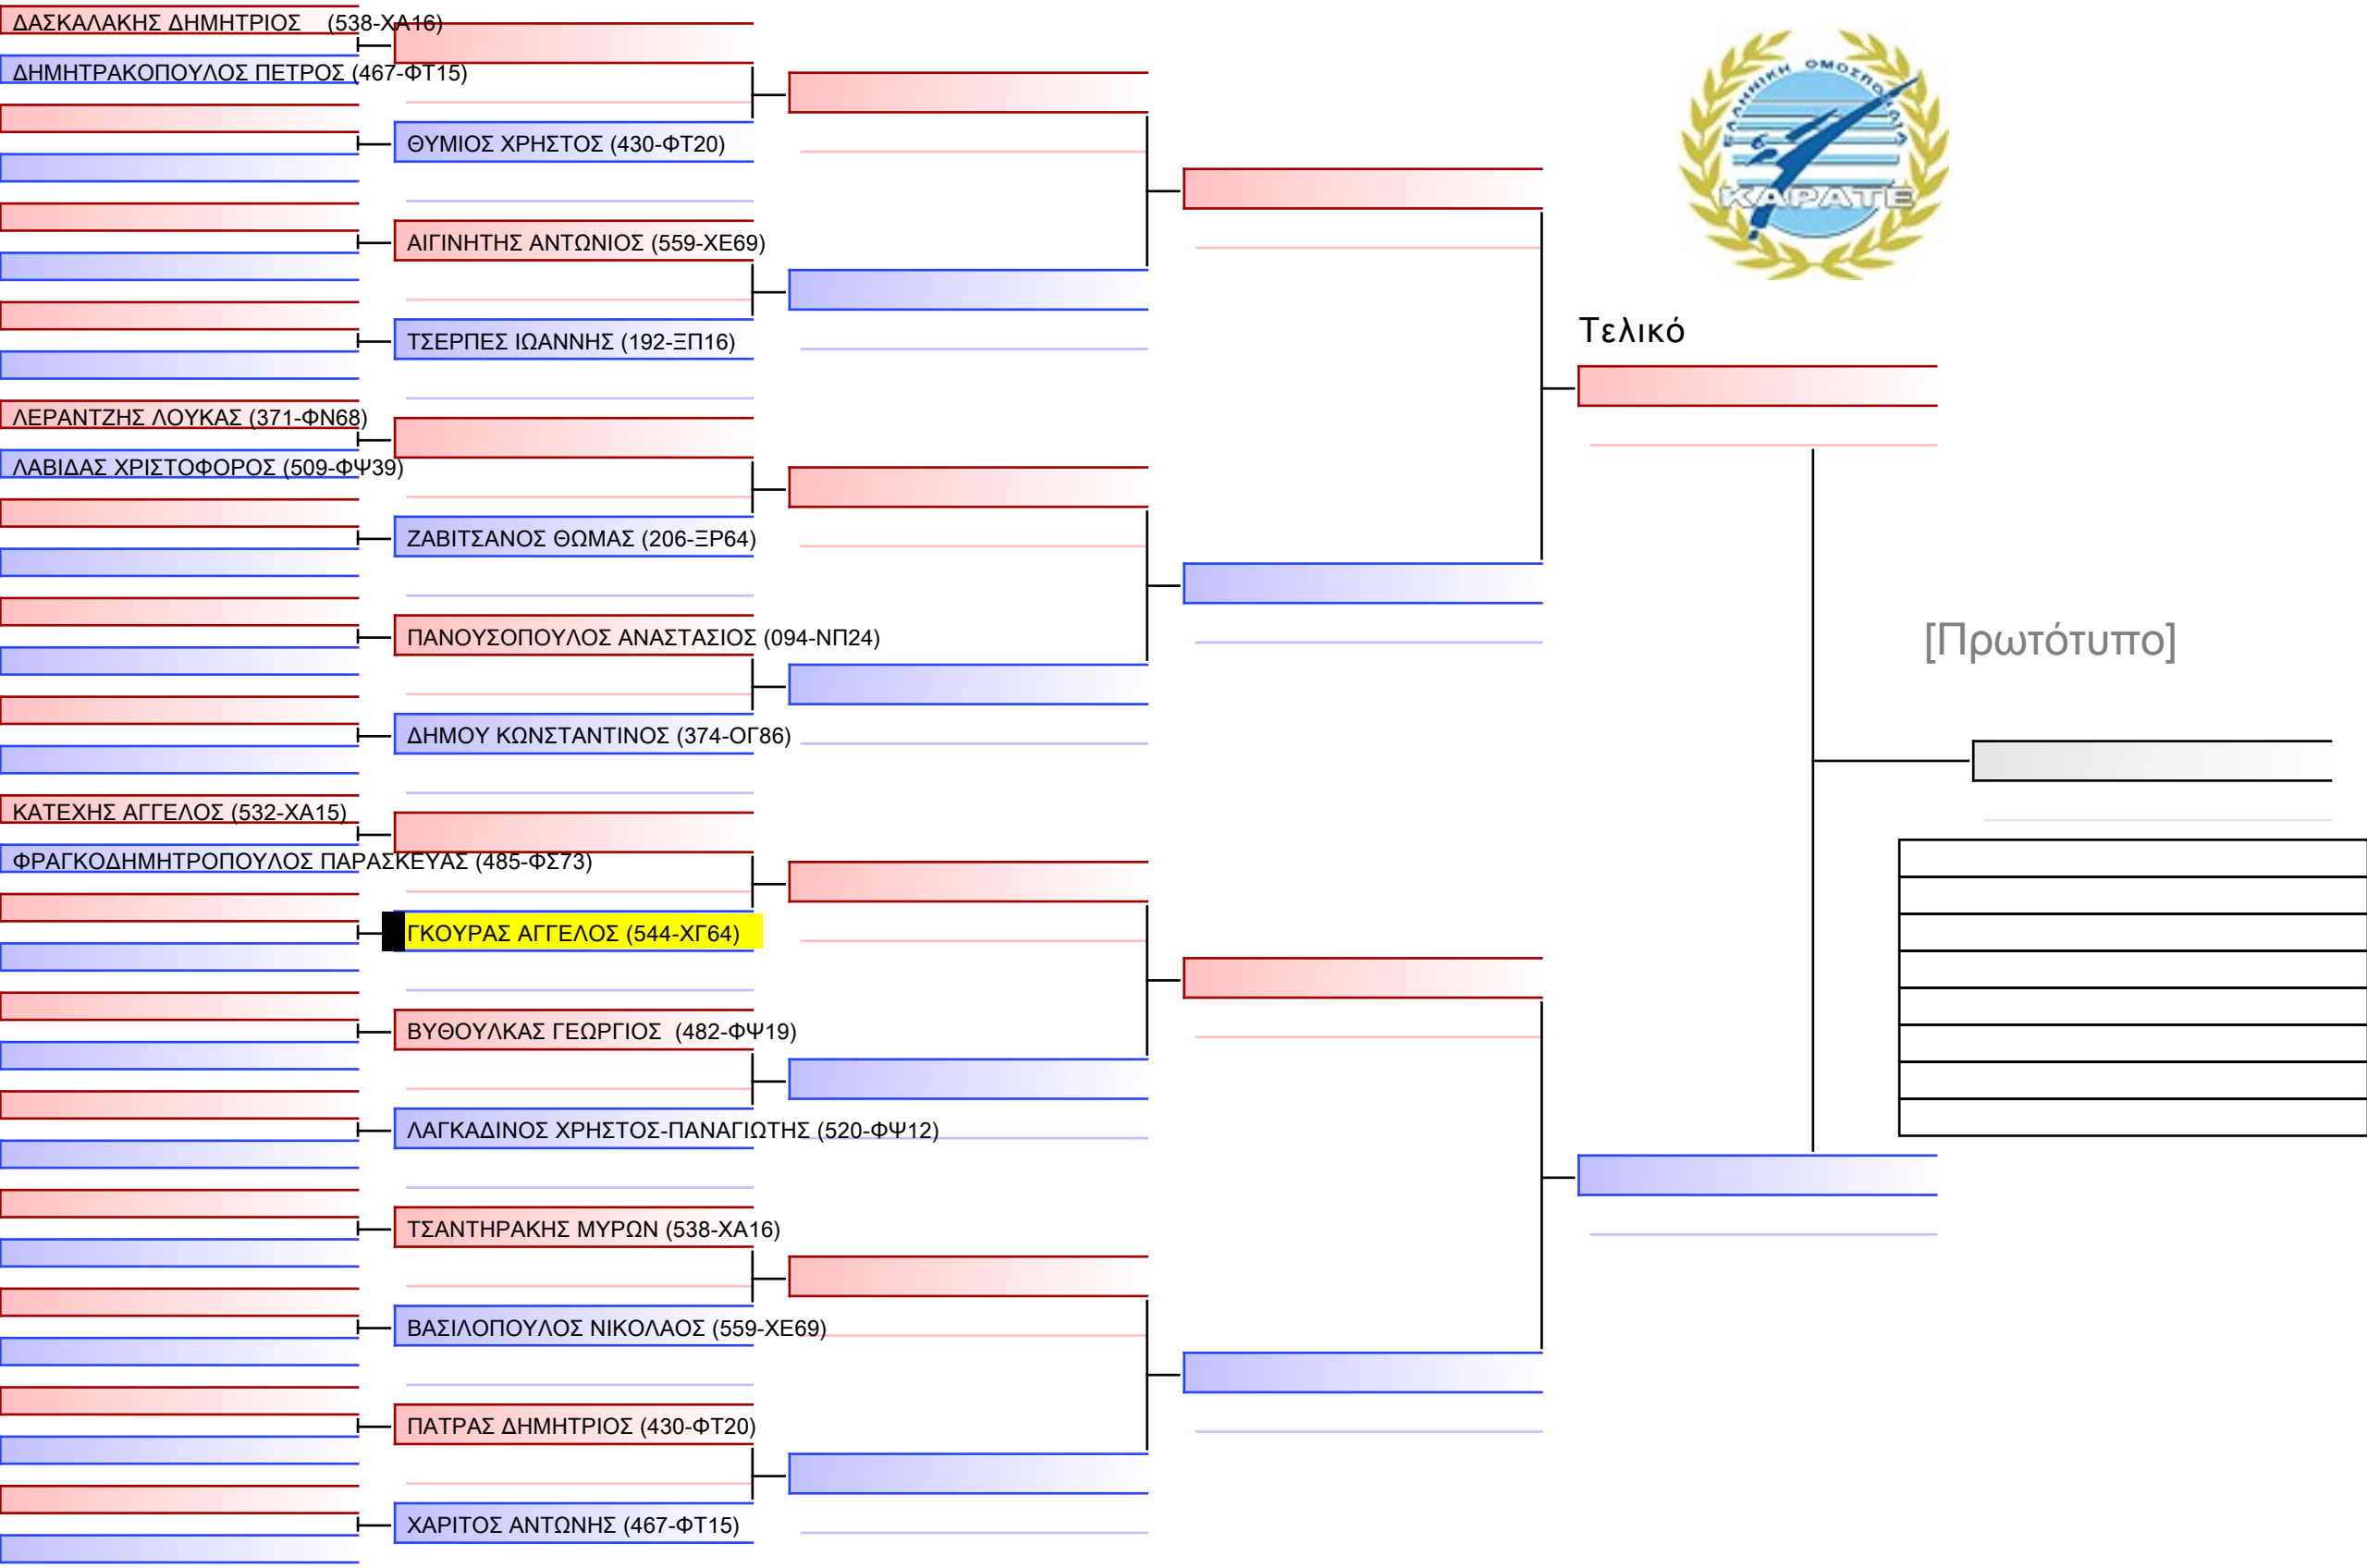 ΔΑΣΚΑΛΑΚΗΣ ΔΗΜΗΤΡΙΟΣ (538-ΧΑ16)
ΔΗΜΗΤΡΑΚΟΠΟΥΛΟΣ ΠΕΤΡΟΣ (467-ΦΤ15)
ΘΥΜΙΟΣ ΧΡΗΣΤΟΣ (430-ΦΤ20)
ΑΙΓΙΝΗΤΗΣ ΑΝΤΩΝΙΟΣ (559-ΧΕ69)
ΤΣΕΡΠΕΣ ΙΩΑΝΝΗΣ (192-ΞΠ16)
ΛΕΡΑΝΤΖΗΣ ΛΟΥΚΑΣ (371-ΦΝ68)
ΛΑΒΙΔΑΣ ΧΡΙΣΤΟΦΟΡΟΣ (509-ΦΨ39)
ΖΑΒΙΤΣΑΝΟΣ ΘΩΜΑΣ (206-ΞΡ64)
ΠΑΝΟΥΣΟΠΟΥΛΟΣ ΑΝΑΣΤΑΣΙΟΣ (094-ΝΠ24)
ΔΗΜΟΥ ΚΩΝΣΤΑΝΤΙΝΟΣ (374-ΟΓ86)
ΚΑΤΕΧΗΣ ΑΓΓΕΛΟΣ (532-ΧΑ15)
ΦΡΑΓΚΟΔΗΜΗΤΡΟΠΟΥΛΟΣ ΠΑΡΑΣΚΕΥΑΣ (485-ΦΣ73)
ΓΚΟΥΡΑΣ ΑΓΓΕΛΟΣ (544-ΧΓ64)
ΒΥΘΟΥΛΚΑΣ ΓΕΩΡΓΙΟΣ (482-ΦΨ19)
ΛΑΓΚΑΔΙΝΟΣ ΧΡΗΣΤΟΣ-ΠΑΝΑΓΙΩΤΗΣ (520-ΦΨ12)
ΤΣΑΝΤΗΡΑΚΗΣ ΜΥΡΩΝ (538-ΧΑ16)
ΒΑΣΙΛΟΠΟΥΛΟΣ ΝΙΚΟΛΑΟΣ (559-ΧΕ69)
ΠΑΤΡΑΣ ΔΗΜΗΤΡΙΟΣ (430-ΦΤ20)
ΧΑΡΙΤΟΣ ΑΝΤΩΝΗΣ (467-ΦΤ15)
ΕΛΛΗΝΙΚΗ ΟΜΟΣΠΟΝΔΙΑ
ΚΑΡΑΤΕ
Τελικό
[Πρωτότυπο]